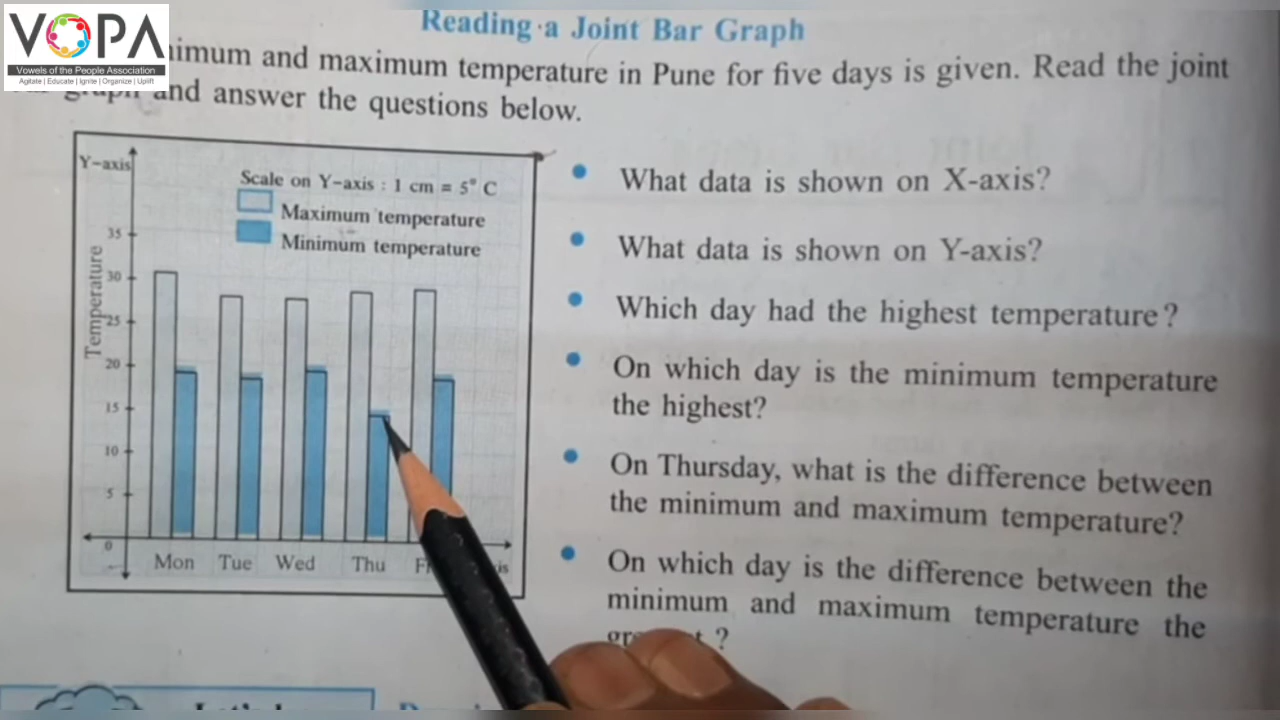 VOPA
Vowels of the People Association
Agitate | Educate | Ignite | Organize | Uplift
Reading a Joint Bar Graph
and maximum temperature in Pune for five days is given. Read the joint
and answer the questions below.
Y-axis
Scale on Y-axis : 1 cm = 5° C
Maximum temperature
Minimum temperature
Temperature
35
30
25
20
15
10
5
0
Mon Tue Wed Thu
What data is shown on X-axis?
What data is shown on Y-axis?
Which day had the highest temperature?
On which day is the minimum temperature
the highest?
On Thursday, what is the difference between
the minimum and maximum temperature?
On which day is the difference between the
minimum and maximum temperature the
?